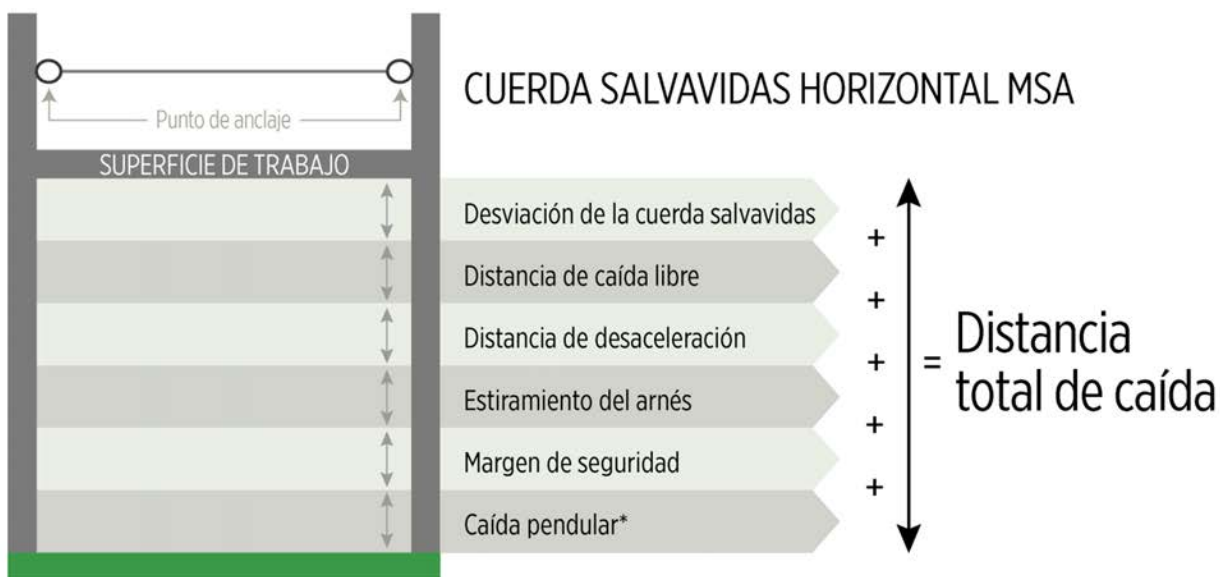 CUERDA SALVAVIDAS HORIZONTAL MSA
Punto de anclaje
SUPERFICIE DE TRABAJO
Desviación de la cuerda salvavidas
+
Distancia de caída libre
+
Distancia de desaceleración
+
Estiramiento del arnés
+
Margen de seguridad
+
Caída pendular*
= Distancia
total de caída